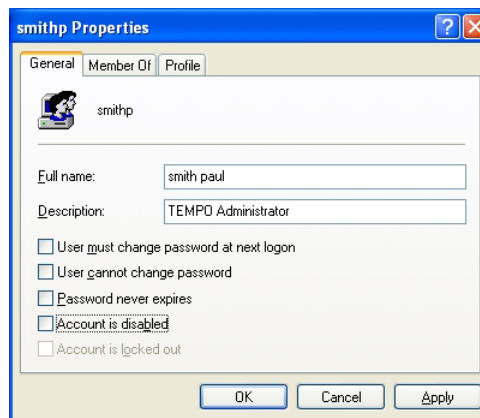 smithp Properties
General Member Of Profile
smithp
Full name: smith paul
Description: TEMPO Administrator
User must change password at next logon
User cannot change password
Password never expires
Account is disabled
Account is locked out
OK Cancel Apply